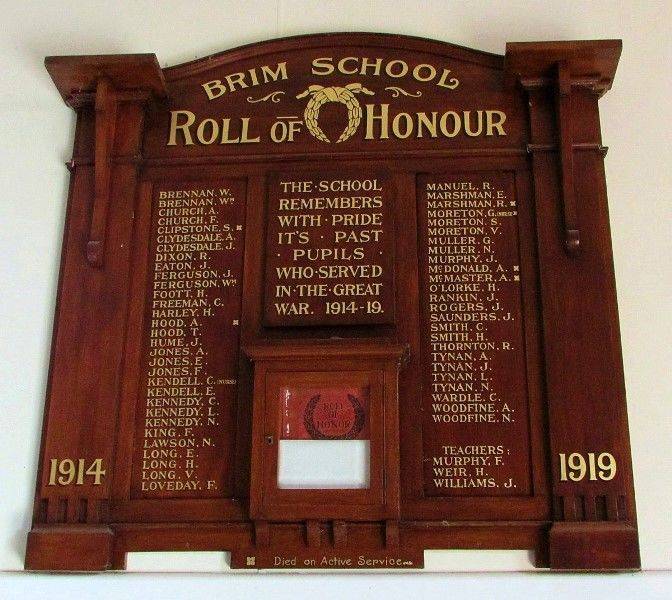 BRIM SCHOOL
ROLL OF HONOUR
BRENNAN. W.
BRENNAN. Wᴹ
CHURCH. A.
CHURCH. F.
CLIPSTONE. S.
CLYDESDALE. A.
CLYDESDALE. J.
DIXON. R.
EATON. J.
FERGUSON. J.
FERGUSON. Wᴹ
FOOTT. H.
FREEMAN. C.
HARLEY. H.
HOOD. A.
HOOD. T.
HUME. J.
JONES. A.
JONES. E.
JONES. F.
KENDELL. C. (NURSE)
KENDELL. E.
KENNEDY. C.
KENNEDY. L.
KENNEDY. N.
KING. F.
LAWSON. N.
LONG. E.
LONG. H.
LONG. V.
LOVEDAY. F.
THE·SCHOOL
REMEMBERS
WITH·PRIDE
IT'S · PAST
· PUPILS ·
WHO·SERVED
IN·THE·GREAT
WAR. 1914-19.
ROLL
OF
HONOR
MANUEL. R.
MARSHMAN. E.
MARSHMAN. R.
MORETON. G. (NURSE)
MORETON. S.
MORETON. V.
MULLER. G.
MULLER. N.
MURPHY. J.
McDONALD. A.
McMASTER. A.
O'LORKE. H.
RANKIN. J.
ROGERS. J.
SAUNDERS. J.
SMITH. C.
SMITH. H.
THORNTON. R.
TYNAN. A.
TYNAN. J.
TYNAN. L.
TYNAN. N.
WARDLE. C.
WOODFINE. A.
WOODFINE. N.
TEACHERS:
MURPHY. F.
WEIR. H.
WILLIAMS. J.
1914
1919
Died on Active Service